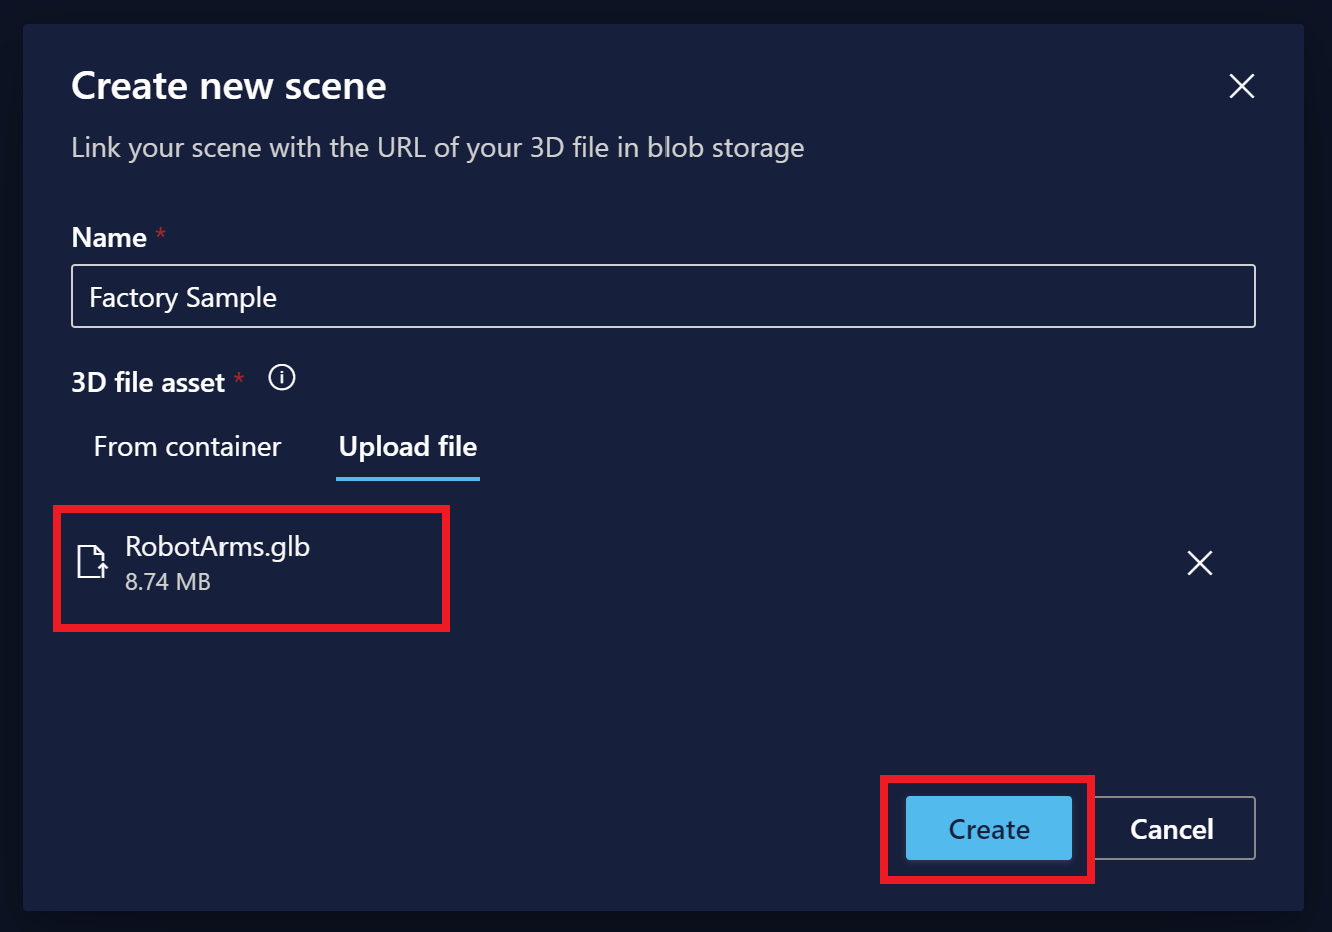 Create new scene
Link your scene with the URL of your 3D file in blob storage
Name *
Factory Sample
3D file asset *
From container
Upload file
RobotArms.glb
8.74 MB
Create
Cancel